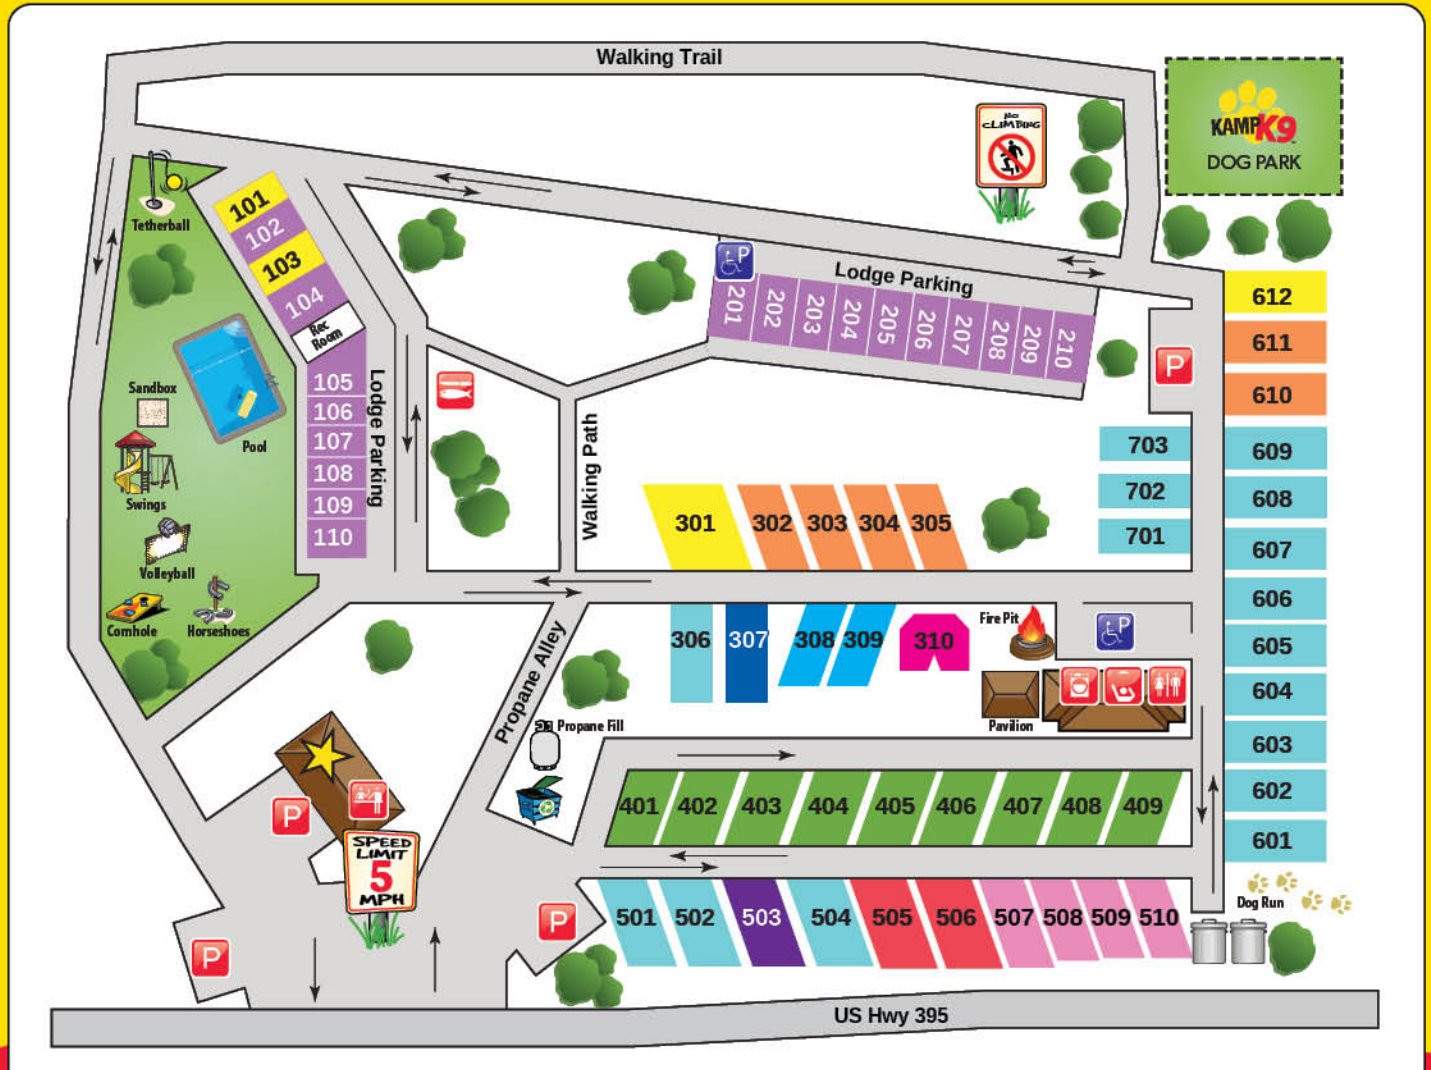 Walking Trail
NO
CLIMBING
KAMP K9
DOG PARK
Tetherball
101
102
103
104
Rec
Room
105
106
107
108
109
110
Lodge Parking
Sandbox
Pool
Swings
Volleyball
Cornhole
Horseshoes
P
Lodge Parking
201
202
203
204
205
206
207
208
209
210
P
612
611
610
609
608
607
606
605
604
603
602
601
703
702
701
Walking Path
301
302
303
304
305
306
307
308
309
310
Fire Pit
P
Pavilion
Propane Alley
Propane Fill
401
402
403
404
405
406
407
408
409
P
SPEED
LIMIT
5
MPH
P
P
501
502
503
504
505
506
507
508
509
510
Dog Run
US Hwy 395